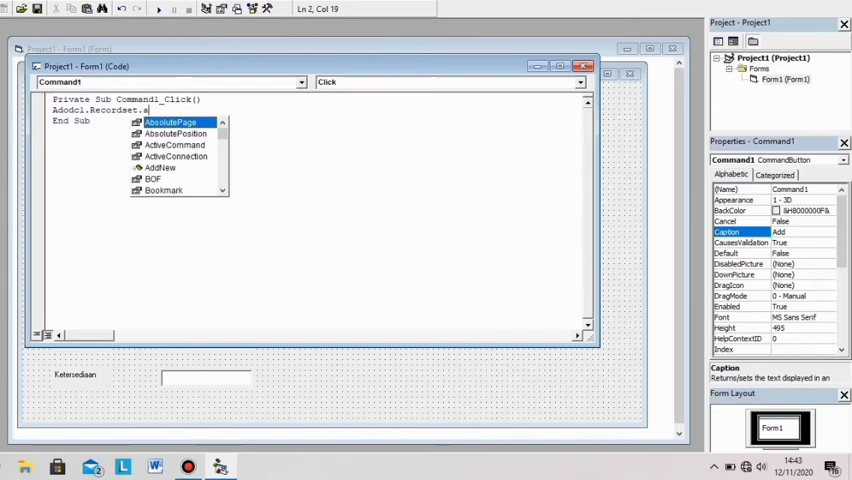 Ln 2, Col 19
Project1 - Form1 (Form)
Project1 - Form1 (Code)
Command1
Click
Private Sub Command1_Click()
Adodc1.Recordset.a
End Sub
AbsolutePage
AbsolutePosition
ActiveCommand
ActiveConnection
AddNew
BOF
Bookmark
Ketersediaan
Project - Project1
Project1 (Project1)
Forms
Form1 (Form1)
Properties - Command1
Command1 CommandButton
Alphabetic Categorized
(Name) Command1
Appearance 1 - 3D
BackColor &H8000000F&
Cancel False
Caption Add
CausesValidation True
Default False
DisabledPicture (None)
DownPicture (None)
DragIcon (None)
DragMode 0 - Manual
Enabled True
Font MS Sans Serif
Height 495
HelpContextID 0
Index
Caption
Returns/sets the text displayed in an
Form Layout
Form1
2
L
W
14:43
12/11/2020
16